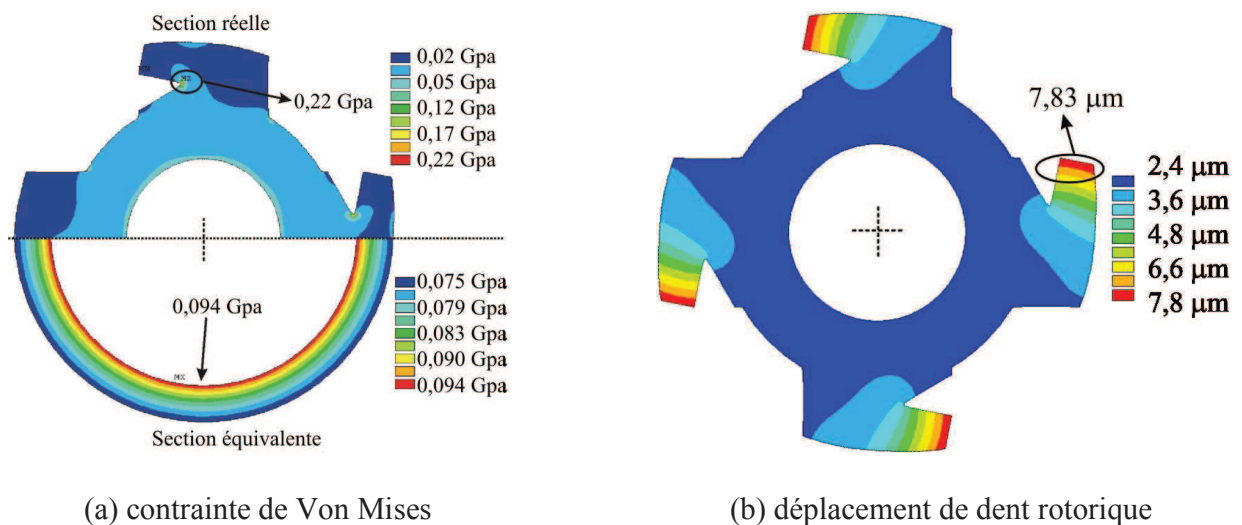 Section réelle
MX
0,22 Gpa
0,02 Gpa
0,05 Gpa
0,12 Gpa
0,17 Gpa
0,22 Gpa
0,094 Gpa
MX
0,075 Gpa
0,079 Gpa
0,083 Gpa
0,090 Gpa
0,094 Gpa
Section équivalente
(a) contrainte de Von Mises
7,83 µm
2,4 µm
3,6 µm
4,8 µm
6,6 µm
7,8 µm
(b) déplacement de dent rotorique